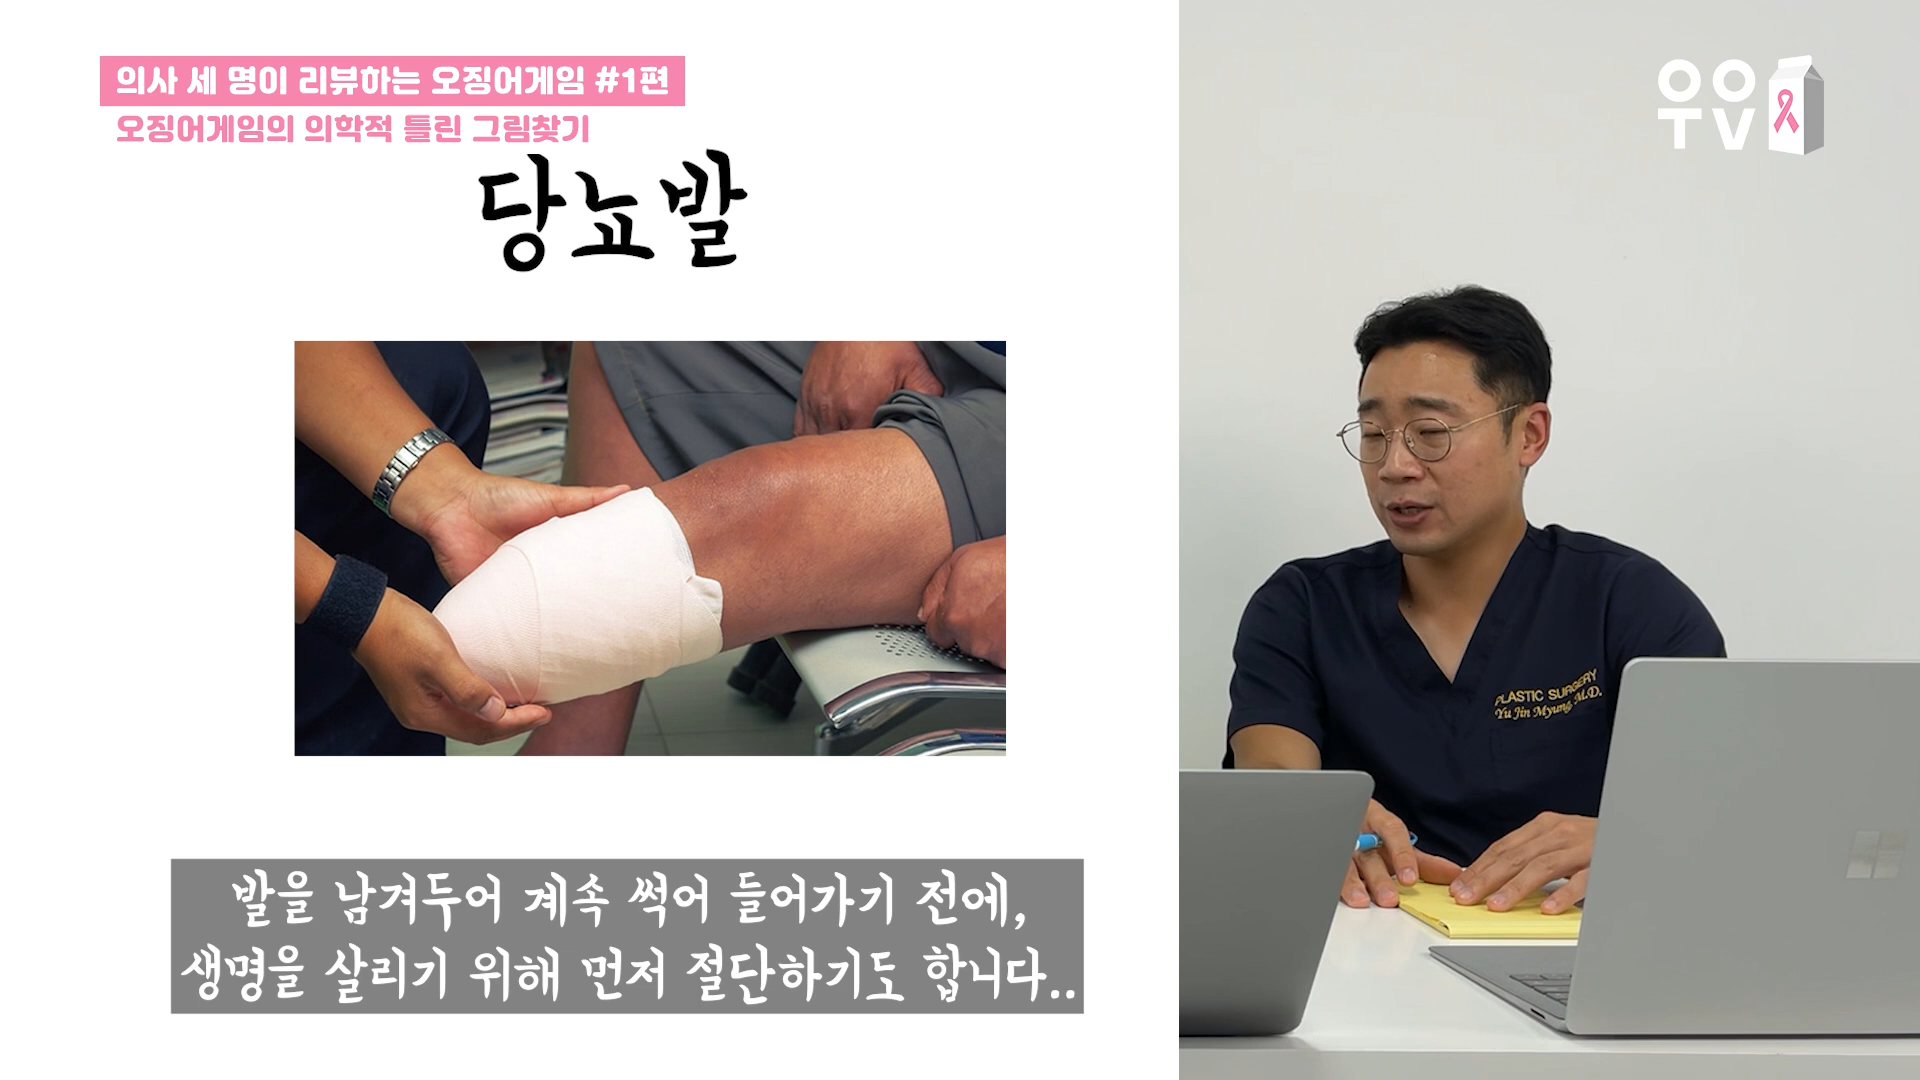 의사 세 명이 리뷰하는 오징어게임 #1편
오징어게임의 의학적 틀린 그림찾기
당뇨발
발을 남겨두어 계속 썩어 들어가기 전에,
생명을 살리기 위해 먼저 절단하기도 합니다..
ㅇㅇ
TV
PLASTIC SURGERY
Yu Jin Myung, M.D.